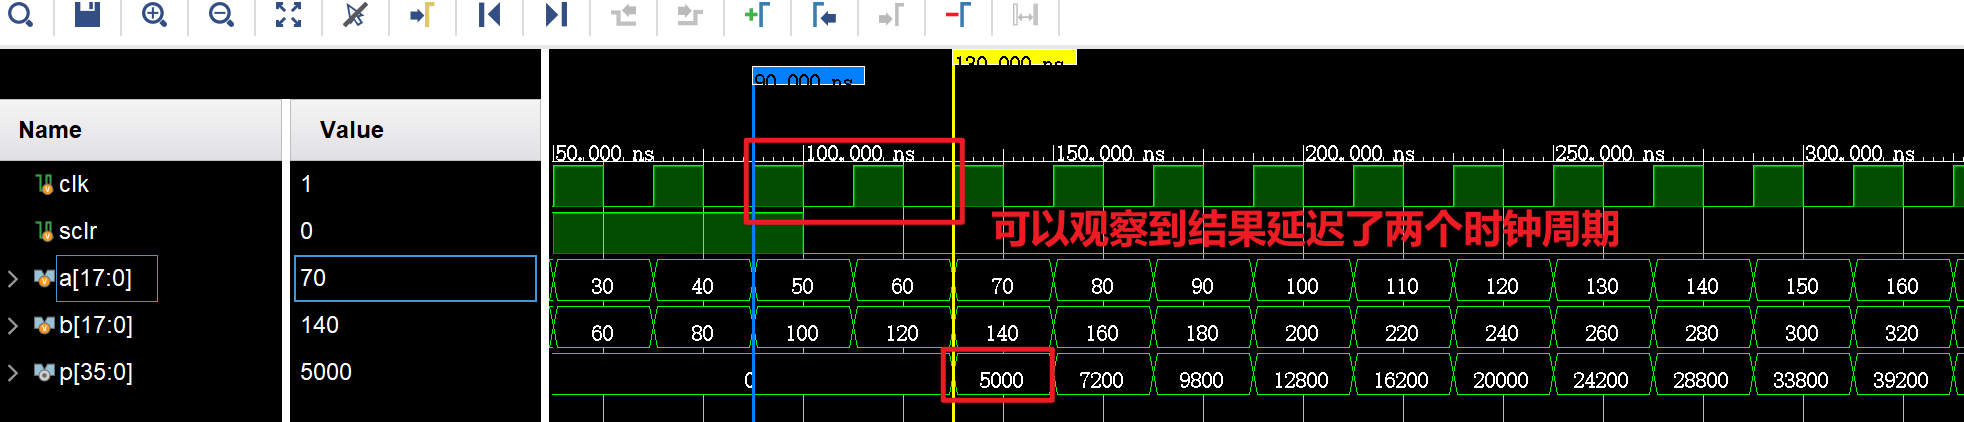 130.000 ns
90.000 ns
Name Value
50.000 ns 100.000 ns 150.000 ns 200.000 ns 250.000 ns 300.000 ns
clk 1
sclr 0
可以观察到结果延迟了两个时钟周期
a[17:0] 70 30 40 50 60 70 80 90 100 110 120 130 140 150 160
b[17:0] 140 60 80 100 120 140 160 180 200 220 240 260 280 300 320
p[35:0] 5000 0 5000 7200 9800 12800 16200 20000 24200 28800 33800 39200